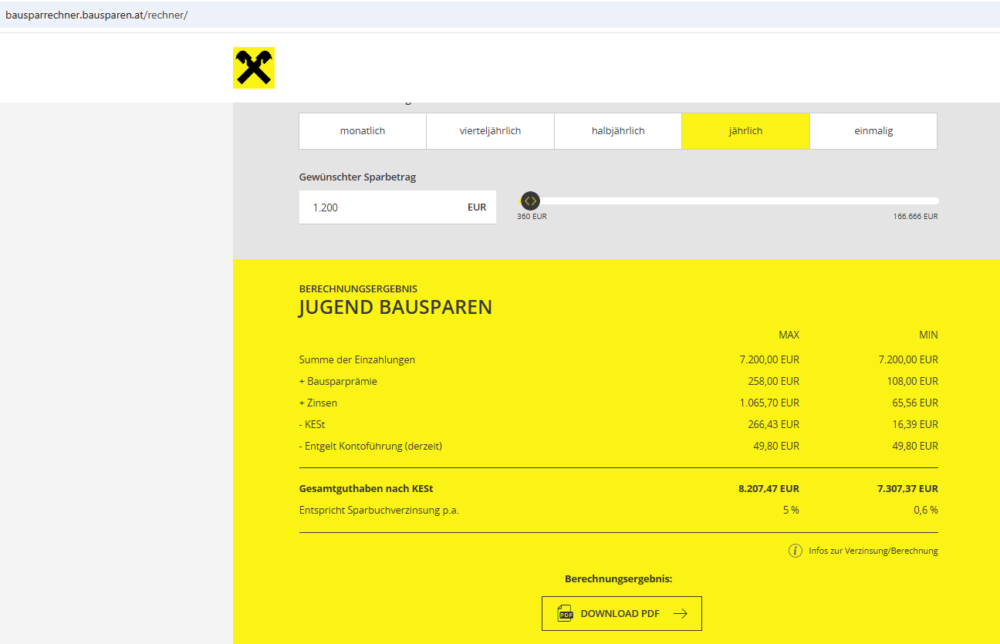 bausparrechner.bausparen.at/rechner/
monatlich vierteljährlich halbjährlich jährlich einmalig
Gewünschter Sparbetrag
1.200 EUR
360 EUR 166.666 EUR
BERECHNUNGSERGEBNIS
JUGEND BAUSPAREN
MAX MIN
Summe der Einzahlungen 7.200,00 EUR 7.200,00 EUR
+ Bausparprämie 258,00 EUR 108,00 EUR
+ Zinsen 1.065,70 EUR 65,56 EUR
- KESt 266,43 EUR 16,39 EUR
- Entgelt Kontoführung (derzeit) 49,80 EUR 49,80 EUR
Gesamtguthaben nach KESt 8.207,47 EUR 7.307,37 EUR
Entspricht Sparbuchverzinsung p.a. 5 % 0,6 %
i Infos zur Verzinsung/Berechnung
Berechnungsergebnis:
PDF DOWNLOAD PDF